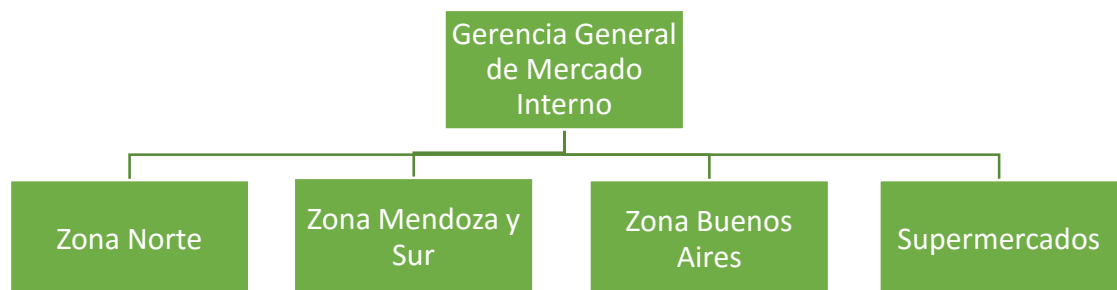 Gerencia General
de Mercado
Interno
Zona Norte
Zona Mendoza y
Sur
Zona Buenos
Aires
Supermercados